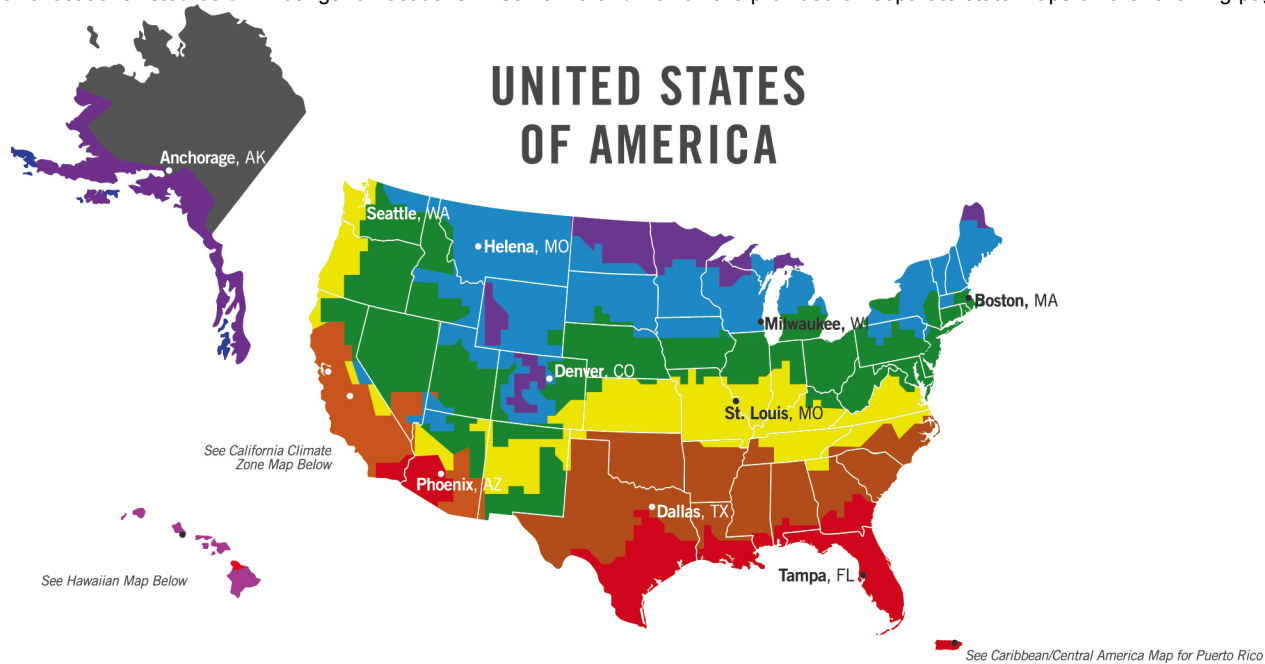 UNITED STATES
OF AMERICA
Anchorage, AK
Seattle, WA
Helena, MO
Boston, MA
Milwaukee, WI
Denver, CO
St. Louis, MO
See California Climate
Zone Map Below
Phoenix, AZ
Dallas, TX
See Hawaiian Map Below
Tampa, FL
See Caribbean/Central America Map for Puerto Rico